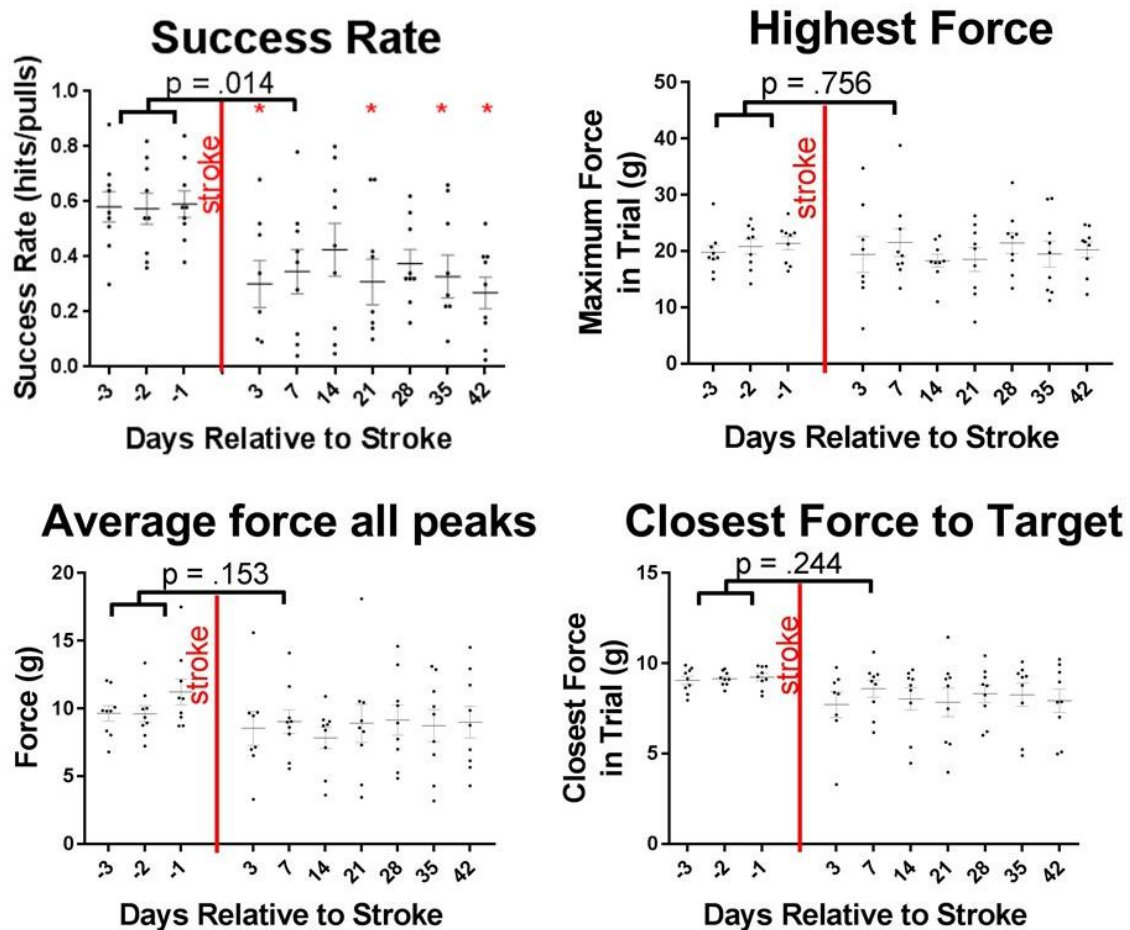 Success Rate
p = .014
1.0
0.8
0.6
0.4
0.2
0.0
* * * *
stroke
Success Rate (hits/pulls)
-3 -2 -1 3 7 14 21 28 35 42
Days Relative to Stroke
Highest Force
p = .756
50
40
30
20
10
0
stroke
Maximum Force
in Trial (g)
-3 -2 -1 3 7 14 21 28 35 42
Days Relative to Stroke
Average force all peaks
p = .153
20
15
10
5
0
stroke
Force (g)
-3 -2 -1 3 7 14 21 28 35 42
Days Relative to Stroke
Closest Force to Target
p = .244
15
10
5
0
stroke
Closest Force
in Trial (g)
-3 -2 -1 3 7 14 21 28 35 42
Days Relative to Stroke